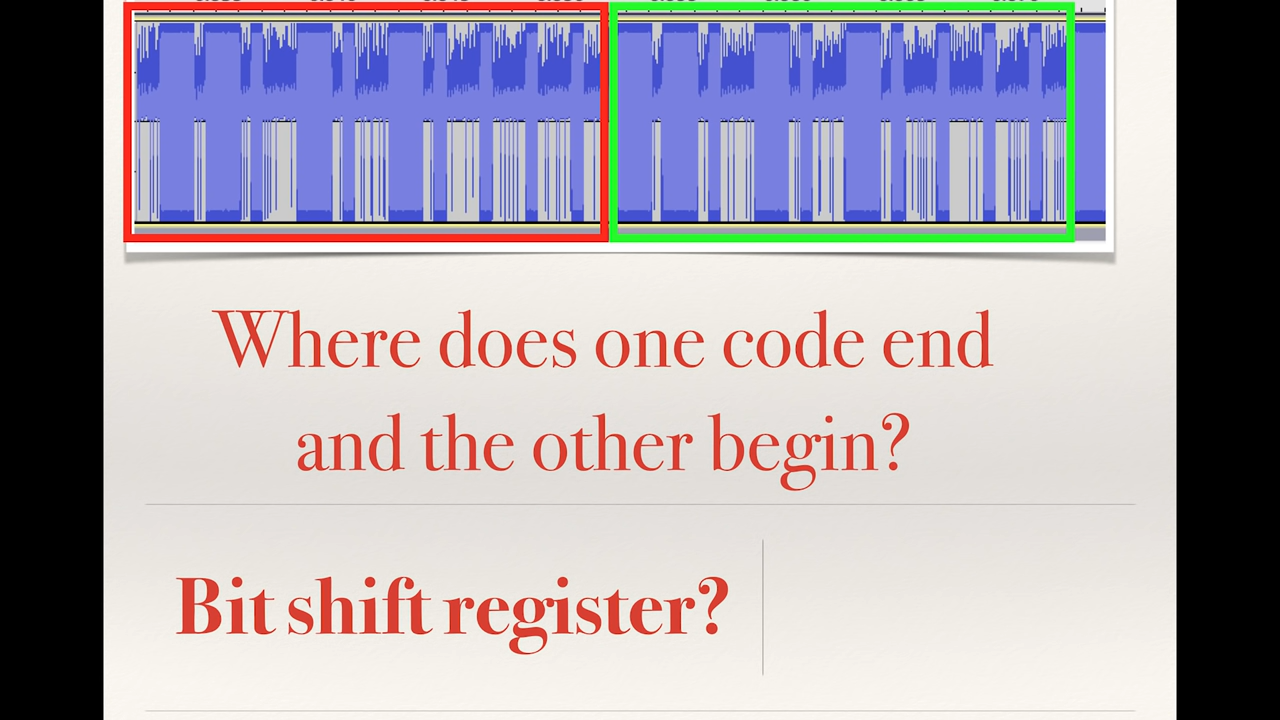 Where does one code end
and the other begin?
Bit shift register?